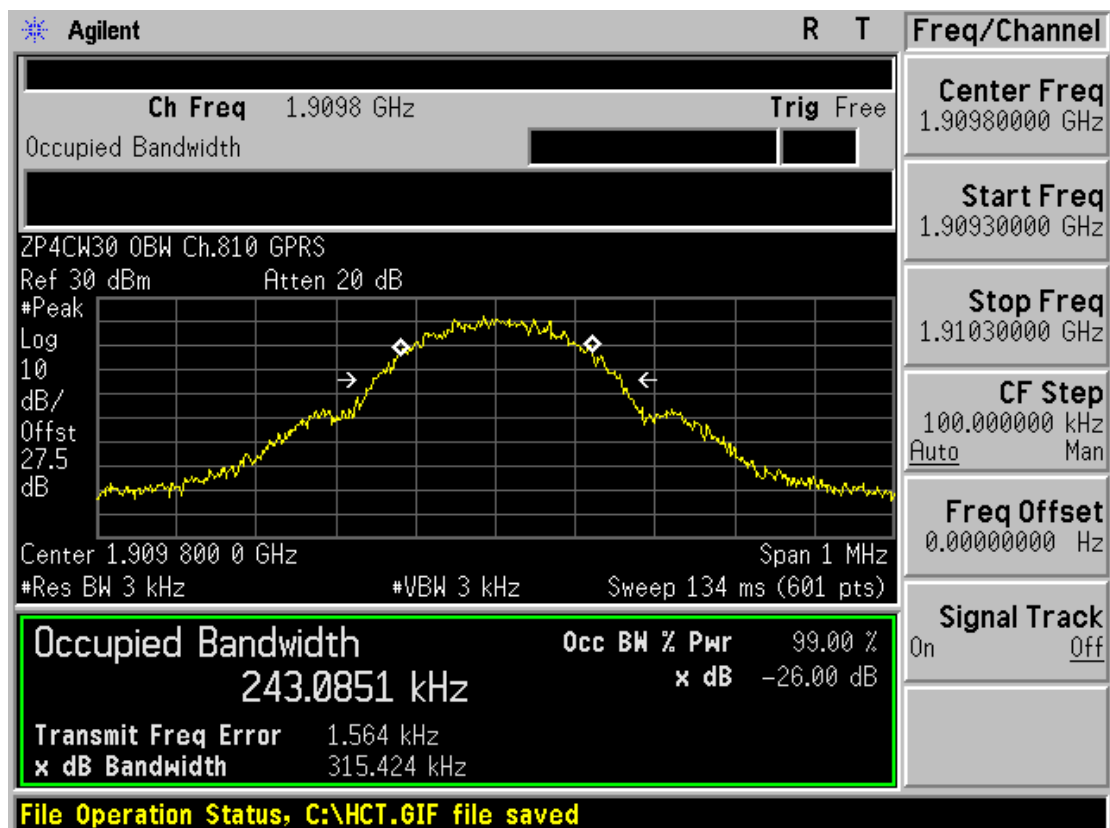 Agilent R T
Ch Freq 1.9098 GHz Trig Free
Occupied Bandwidth
ZP4CW30 OBW Ch.810 GPRS
Ref 30 dBm Atten 20 dB
#Peak
Log
10
dB/
Offst
27.5
dB
Center 1.909 800 0 GHz Span 1 MHz
#Res BW 3 kHz #VBW 3 kHz Sweep 134 ms (601 pts)
Occupied Bandwidth Occ BW % Pwr 99.00 %
243.0851 kHz x dB -26.00 dB
Transmit Freq Error 1.564 kHz
x dB Bandwidth 315.424 kHz
File Operation Status, C:\HCT.GIF file saved
Freq/Channel
Center Freq
1.90980000 GHz
Start Freq
1.90930000 GHz
Stop Freq
1.91030000 GHz
CF Step
100.000000 kHz
Auto Man
Freq Offset
0.00000000 Hz
Signal Track
On Off